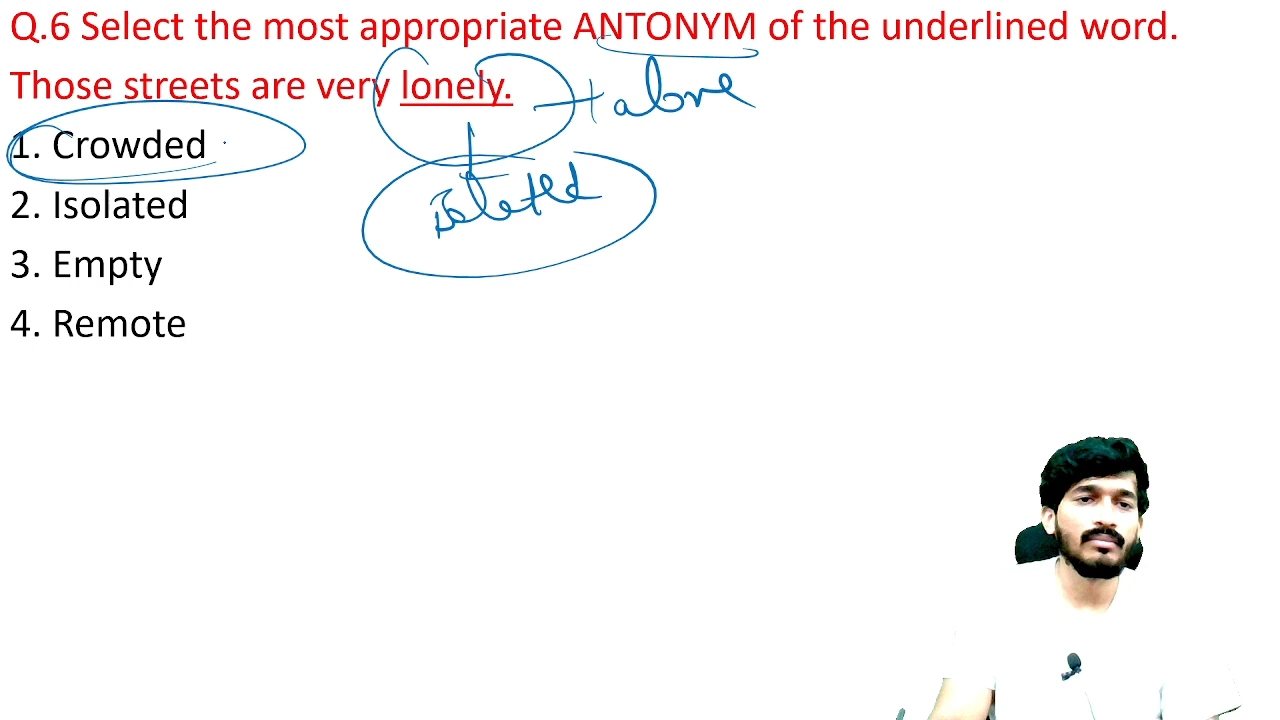 Q.6 Select the most appropriate ANTONYM of the underlined word.
Those streets are very lonely.
alone
1. Crowded
2. Isolated
3. Empty
4. Remote